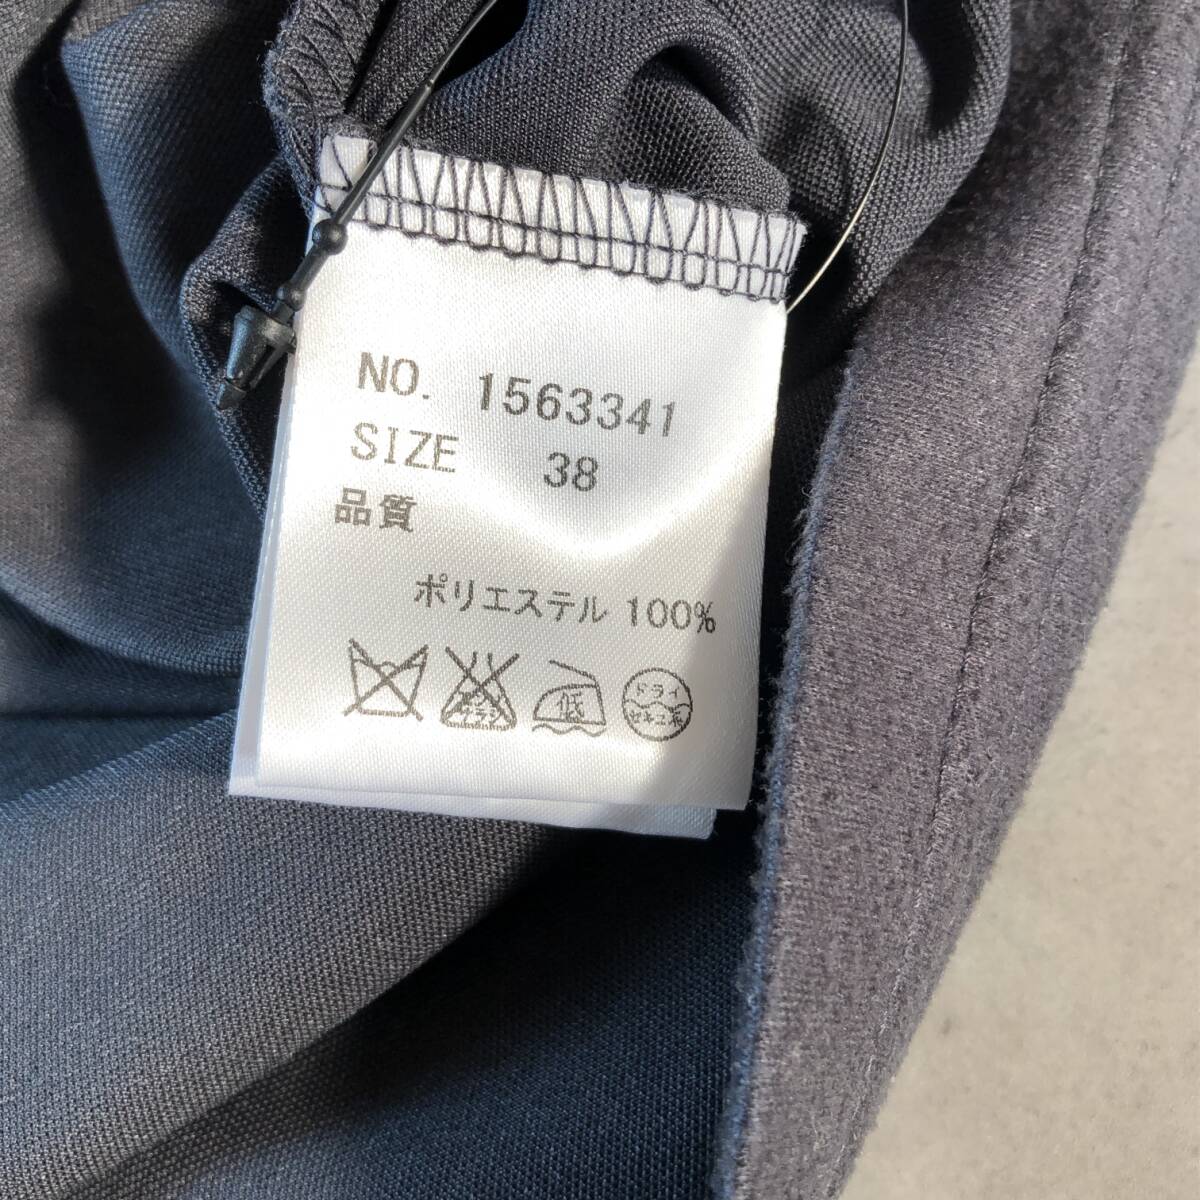 NO. 1563341
SIZE 38
品質
ポリエステル 100%
低 ドライ
セキユ系